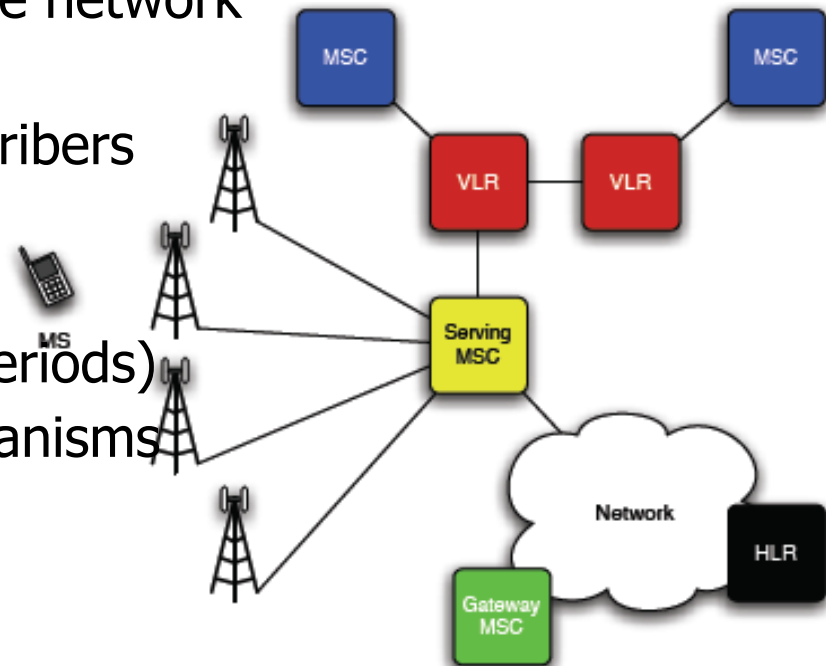 e network
ribers
eriods)
anisms
MSC
MSC
VLR
VLR
MS
Serving
MSC
Network
HLR
Gateway
MSC